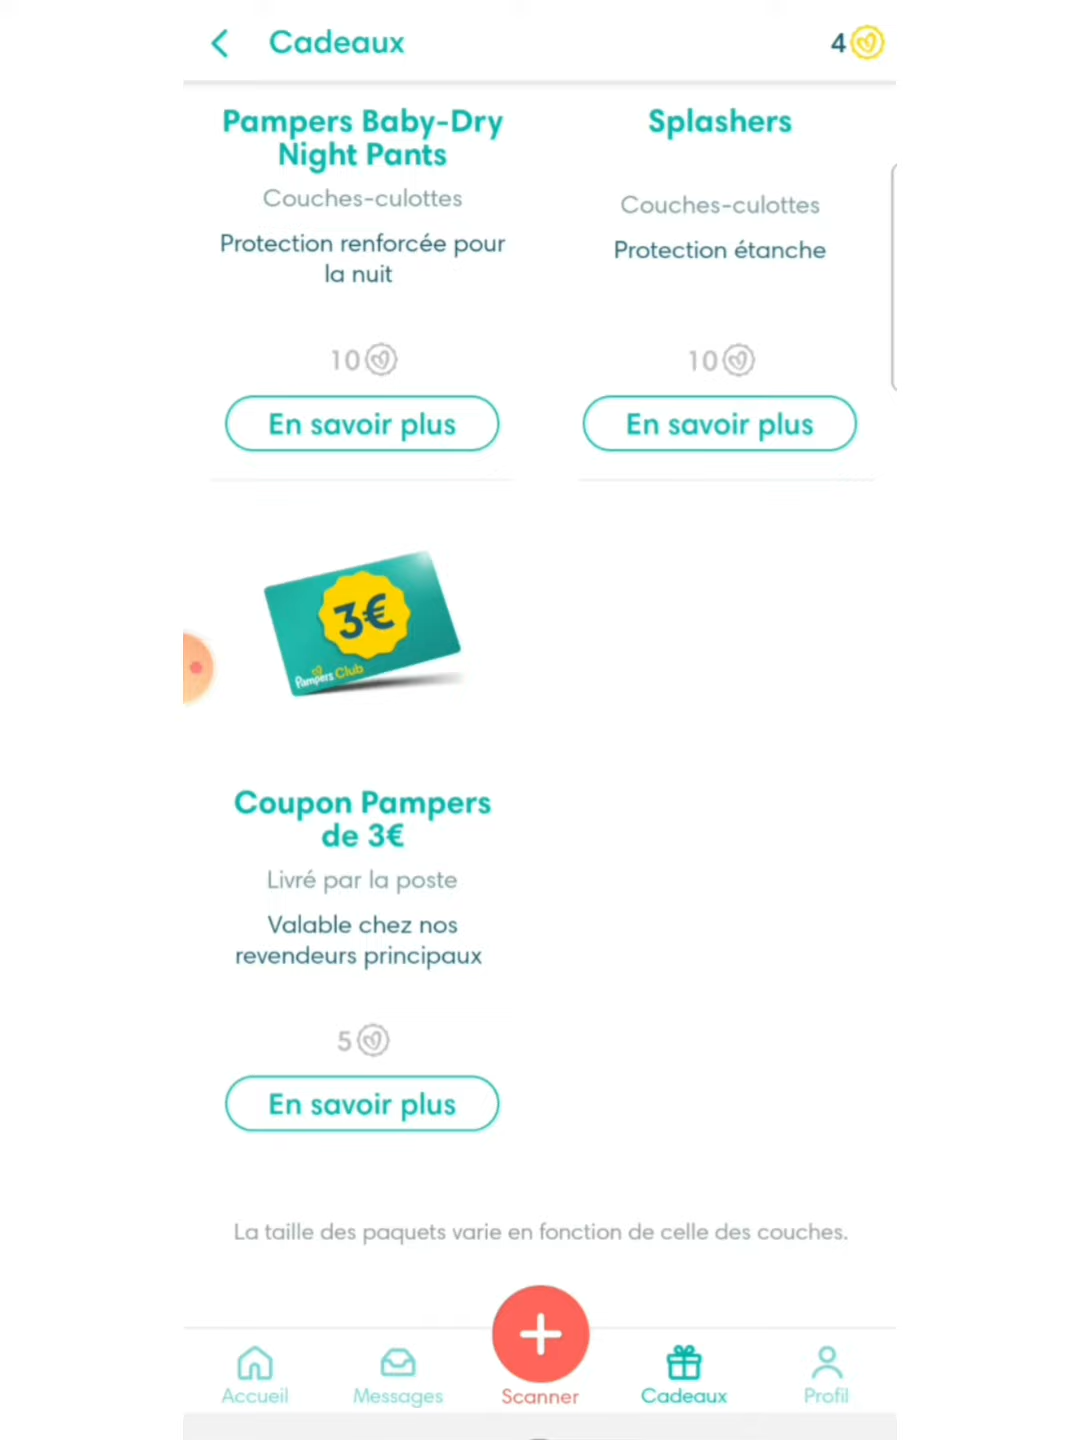 Cadeaux
4
Pampers Baby-Dry
Night Pants
Couches-culottes
Protection renforcée pour
la nuit
10
En savoir plus
Splashers
Couches-culottes
Protection étanche
10
En savoir plus
3€
Pampers Club
Coupon Pampers
de 3€
Livré par la poste
Valable chez nos
revendeurs principaux
5
En savoir plus
La taille des paquets varie en fonction de celle des couches.
Accueil
Messages
Scanner
Cadeaux
Profil